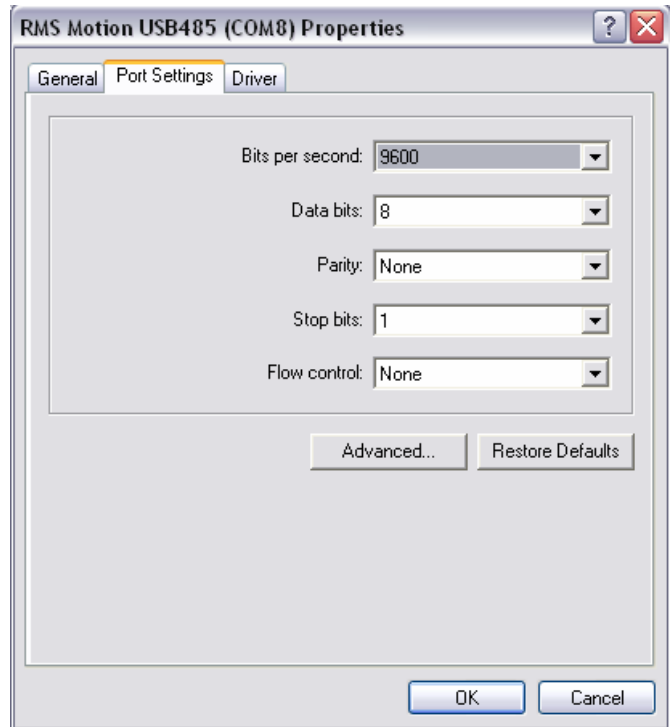 RMS Motion USB485 (COM8) Properties
General Port Settings Driver
Bits per second: 9600
Data bits: 8
Parity: None
Stop bits: 1
Flow control: None
Advanced... Restore Defaults
OK Cancel